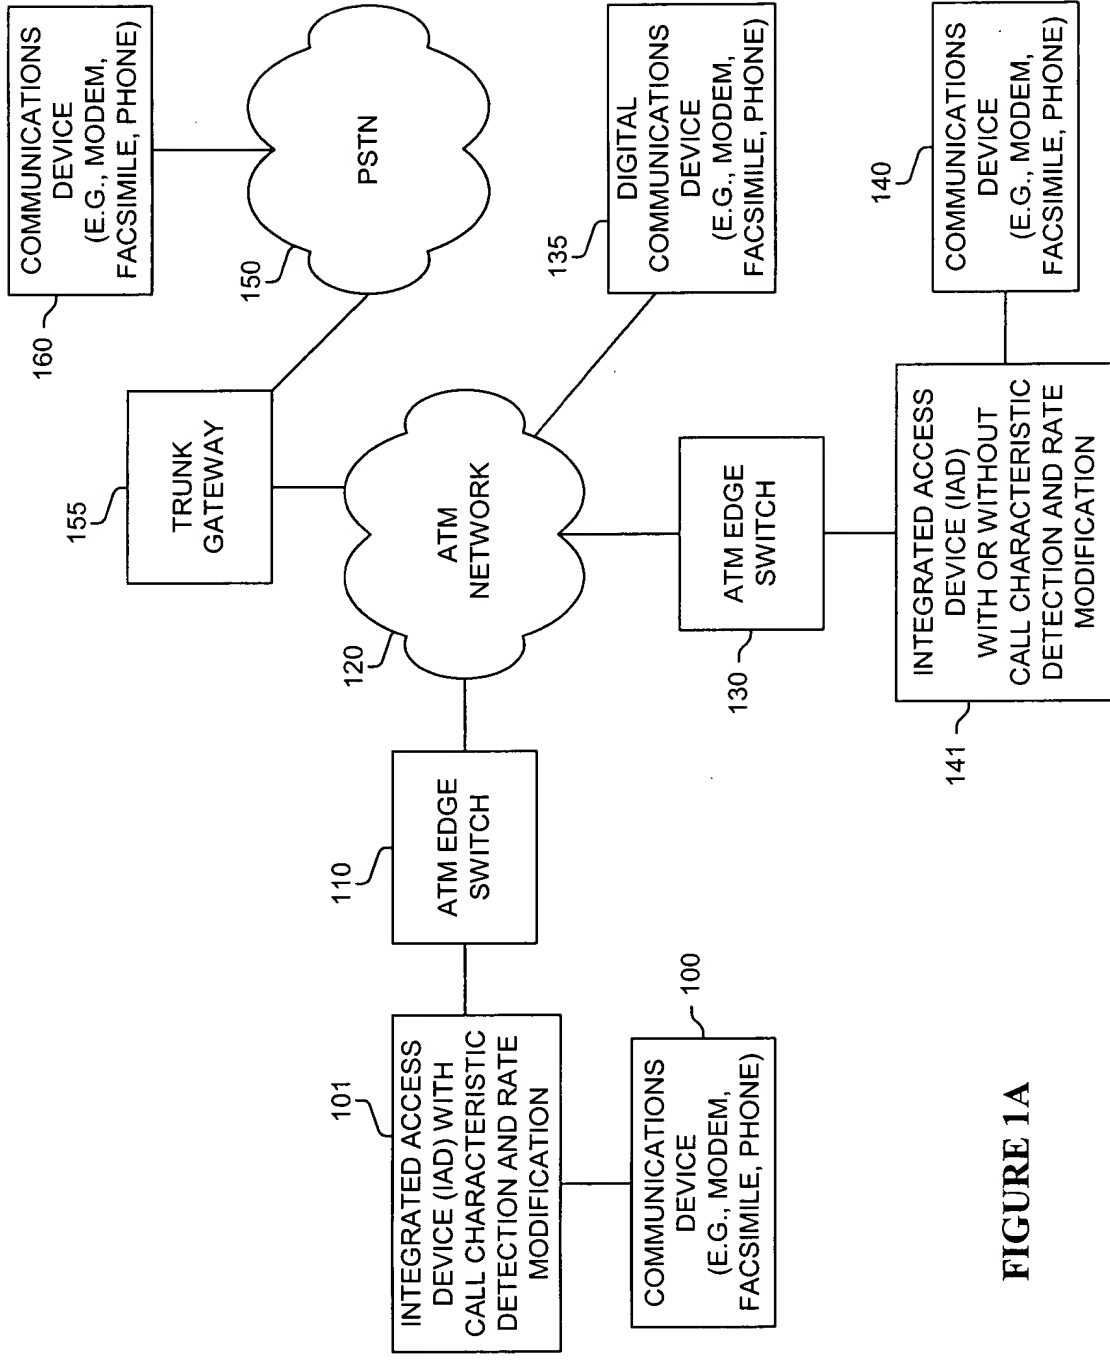 COMMUNICATIONS
DEVICE
(E.G., MODEM,
FACSIMILE, PHONE)
160
PSTN
150
TRUNK
GATEWAY
155
ATM
NETWORK
120
DIGITAL
COMMUNICATIONS
DEVICE
(E.G., MODEM,
FACSIMILE, PHONE)
135
ATM EDGE
SWITCH
110
ATM EDGE
SWITCH
130
INTEGRATED ACCESS
DEVICE (IAD) WITH
CALL CHARACTERISTIC
DETECTION AND RATE
MODIFICATION
101
COMMUNICATIONS
DEVICE
(E.G., MODEM,
FACSIMILE, PHONE)
100
INTEGRATED ACCESS
DEVICE (IAD)
WITH OR WITHOUT
CALL CHARACTERISTIC
DETECTION AND RATE
MODIFICATION
141
COMMUNICATIONS
DEVICE
(E.G., MODEM,
FACSIMILE, PHONE)
140
FIGURE 1A